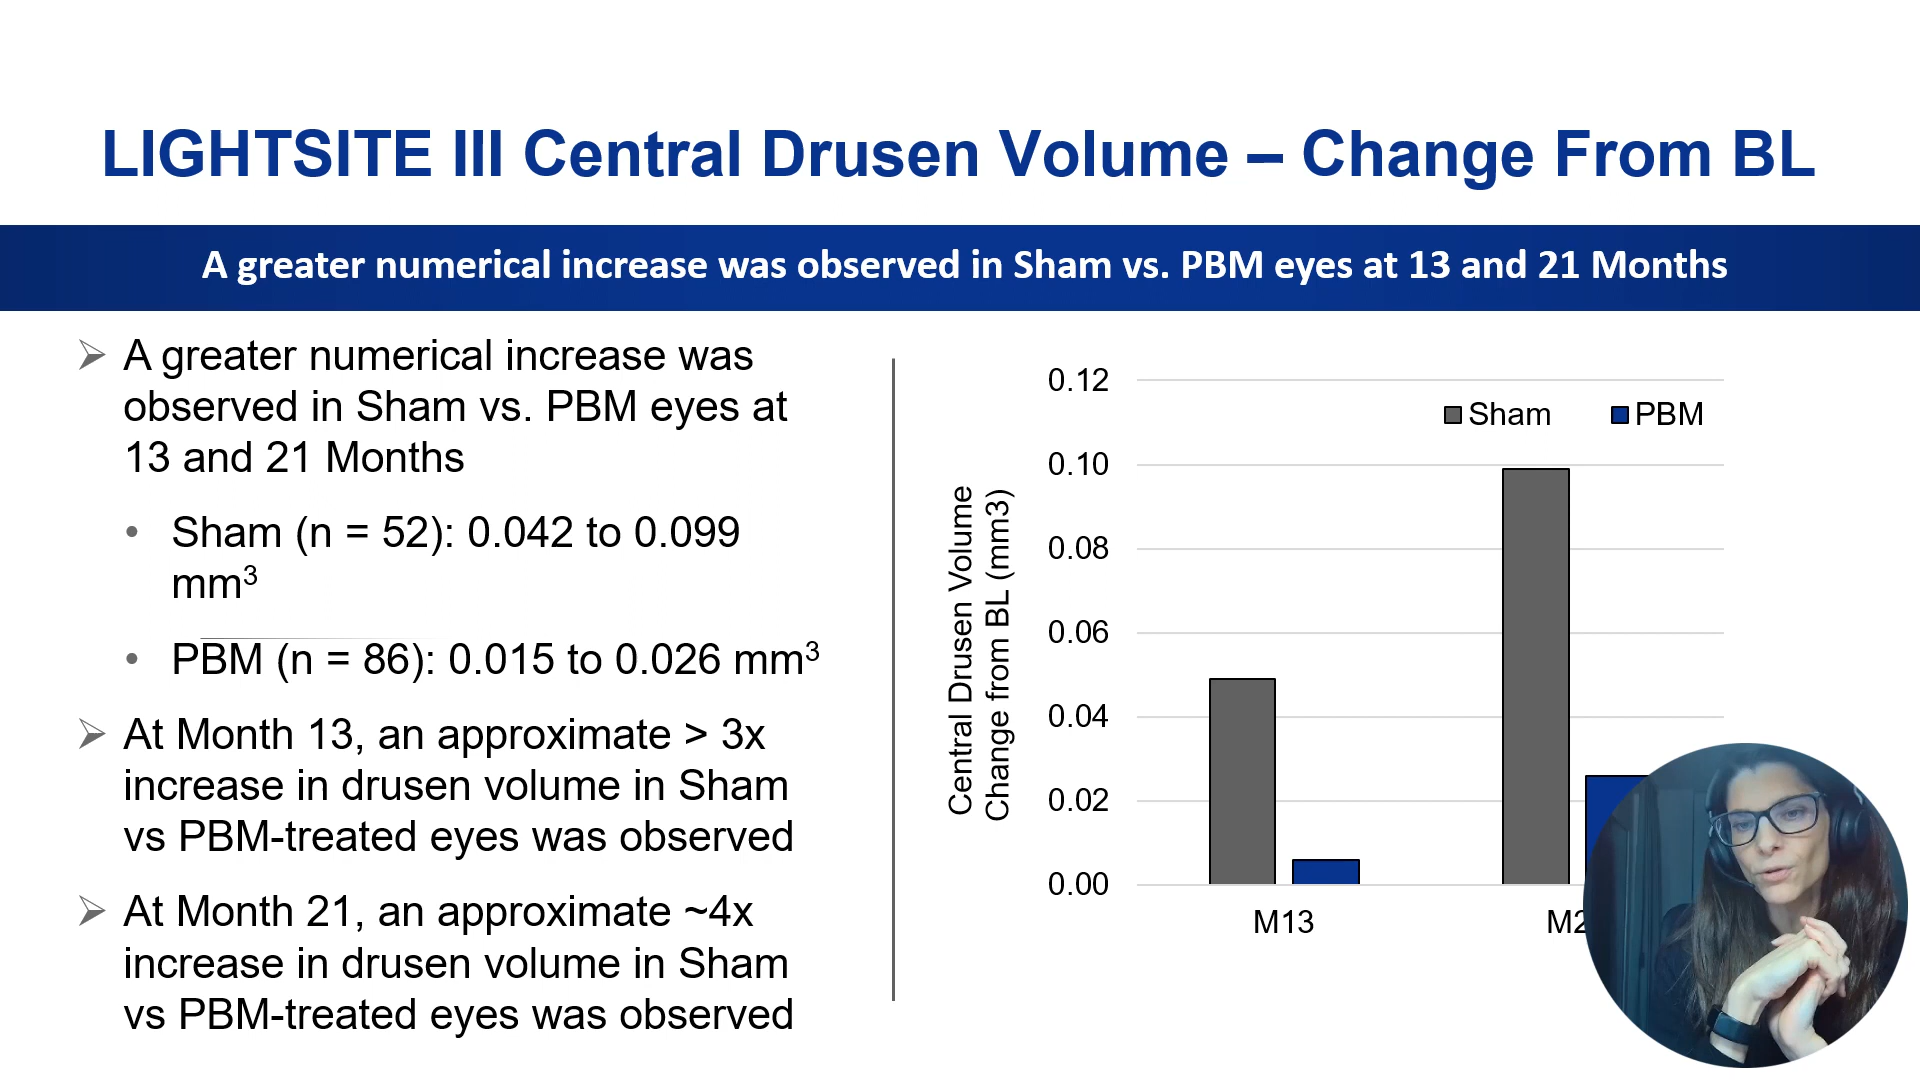 LIGHTSITE III Central Drusen Volume – Change From BL
A greater numerical increase was observed in Sham vs. PBM eyes at 13 and 21 Months
A greater numerical increase was
observed in Sham vs. PBM eyes at
13 and 21 Months
• Sham (n = 52): 0.042 to 0.099
mm³
• PBM (n = 86): 0.015 to 0.026 mm³
At Month 13, an approximate > 3x
increase in drusen volume in Sham
vs PBM-treated eyes was observed
At Month 21, an approximate ~4x
increase in drusen volume in Sham
vs PBM-treated eyes was observed
Central Drusen Volume
Change from BL (mm3)
0.12
0.10
0.08
0.06
0.04
0.02
0.00
Sham
PBM
M13